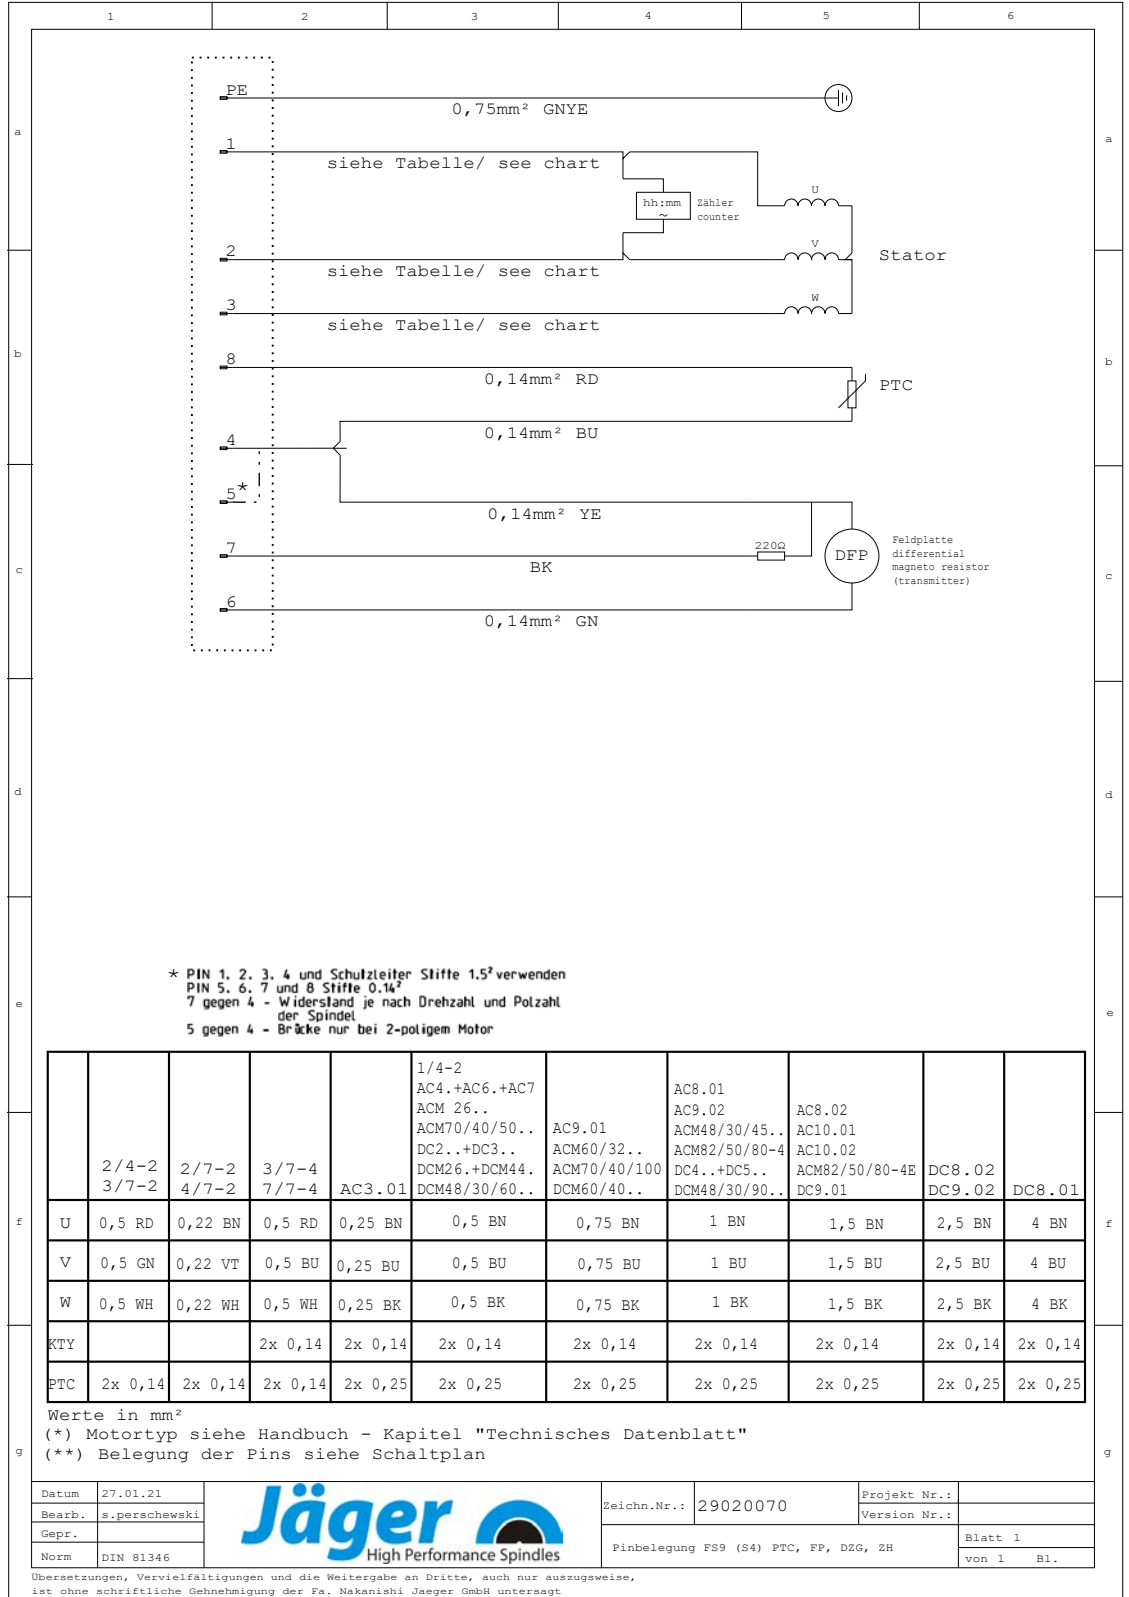 1 2 3 4 5 6
PE
0,75mm² GNYE
a a
1
siehe Tabelle/ see chart
U
hh:mm
~
Zähler
counter
2
V
Stator
siehe Tabelle/ see chart
3
W
siehe Tabelle/ see chart
b b
8
0,14mm² RD
PTC
4
0,14mm² BU
5*
0,14mm² YE
7
220Ω
DFP
Feldplatte
differential
magneto resistor
(transmitter)
BK
c c
6
0,14mm² GN
d d
* PIN 1. 2. 3. 4 und Schutzleiter Stifte 1.5² verwenden
PIN 5. 6. 7 und 8 Stifte 0.14²
7 gegen 4 - Widerstand je nach Drehzahl und Polzahl
der Spindel
5 gegen 4 - Brücke nur bei 2-poligem Motor
e e
2/4-2
3/7-2
2/7-2
4/7-2
3/7-4
7/7-4
AC3.01
1/4-2
AC4.+AC6.+AC7
ACM 26..
ACM70/40/50..
DC2..+DC3..
DCM26.+DCM44.
DCM48/30/60..
AC9.01
ACM60/32..
ACM70/40/100
DCM60/40..
AC8.01
AC9.02
ACM48/30/45..
ACM82/50/80-4
DC4..+DC5..
DCM48/30/90..
AC8.02
AC10.01
AC10.02
ACM82/50/80-4E
DC9.01
DC8.02
DC9.02
DC8.01
f f
U 0,5 RD 0,22 BN 0,5 RD 0,25 BN 0,5 BN 0,75 BN 1 BN 1,5 BN 2,5 BN 4 BN
V 0,5 GN 0,22 VT 0,5 BU 0,25 BU 0,5 BU 0,75 BU 1 BU 1,5 BU 2,5 BU 4 BU
W 0,5 WH 0,22 WH 0,5 WH 0,25 BK 0,5 BK 0,75 BK 1 BK 1,5 BK 2,5 BK 4 BK
KTY 2x 0,14 2x 0,14 2x 0,14 2x 0,14 2x 0,14 2x 0,14 2x 0,14 2x 0,14
PTC 2x 0,14 2x 0,14 2x 0,14 2x 0,25 2x 0,25 2x 0,25 2x 0,25 2x 0,25 2x 0,25 2x 0,25
Werte in mm²
(*) Motortyp siehe Handbuch - Kapitel "Technisches Datenblatt"
(**) Belegung der Pins siehe Schaltplan
g g
Datum 27.01.21
Bearb. s.perschewski
Gepr.
Norm DIN 81346
Jäger
High Performance Spindles
Zeichn.Nr.: 29020070
Pinbelegung FS9 (S4) PTC, FP, DZG, ZH
Projekt Nr.:
Version Nr.:
Blatt 1
von 1 Bl.
Übersetzungen, Vervielfältigungen und die Weitergabe an Dritte, auch nur auszugsweise,
ist ohne schriftliche Gehnehmigung der Fa. Nakanishi Jaeger GmbH untersagt